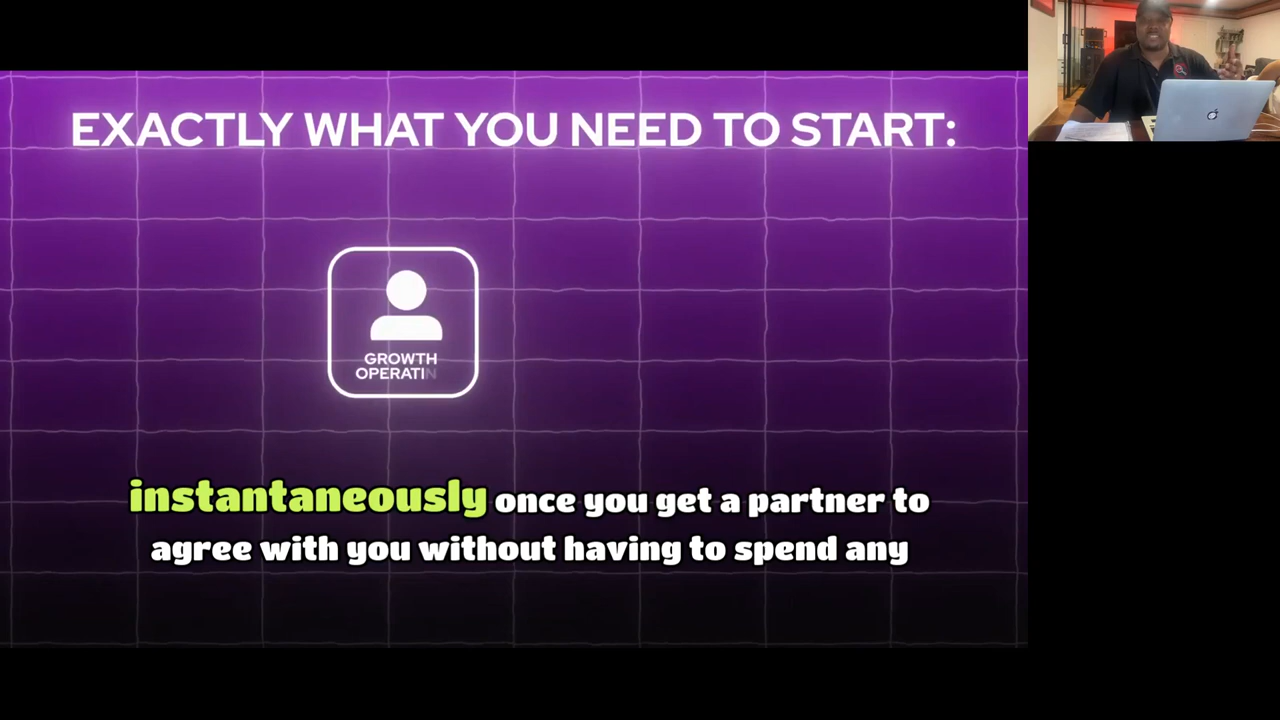 EXACTLY WHAT YOU NEED TO START:
GROWTH
OPERATIN
instantaneously once you get a partner to
agree with you without having to spend any